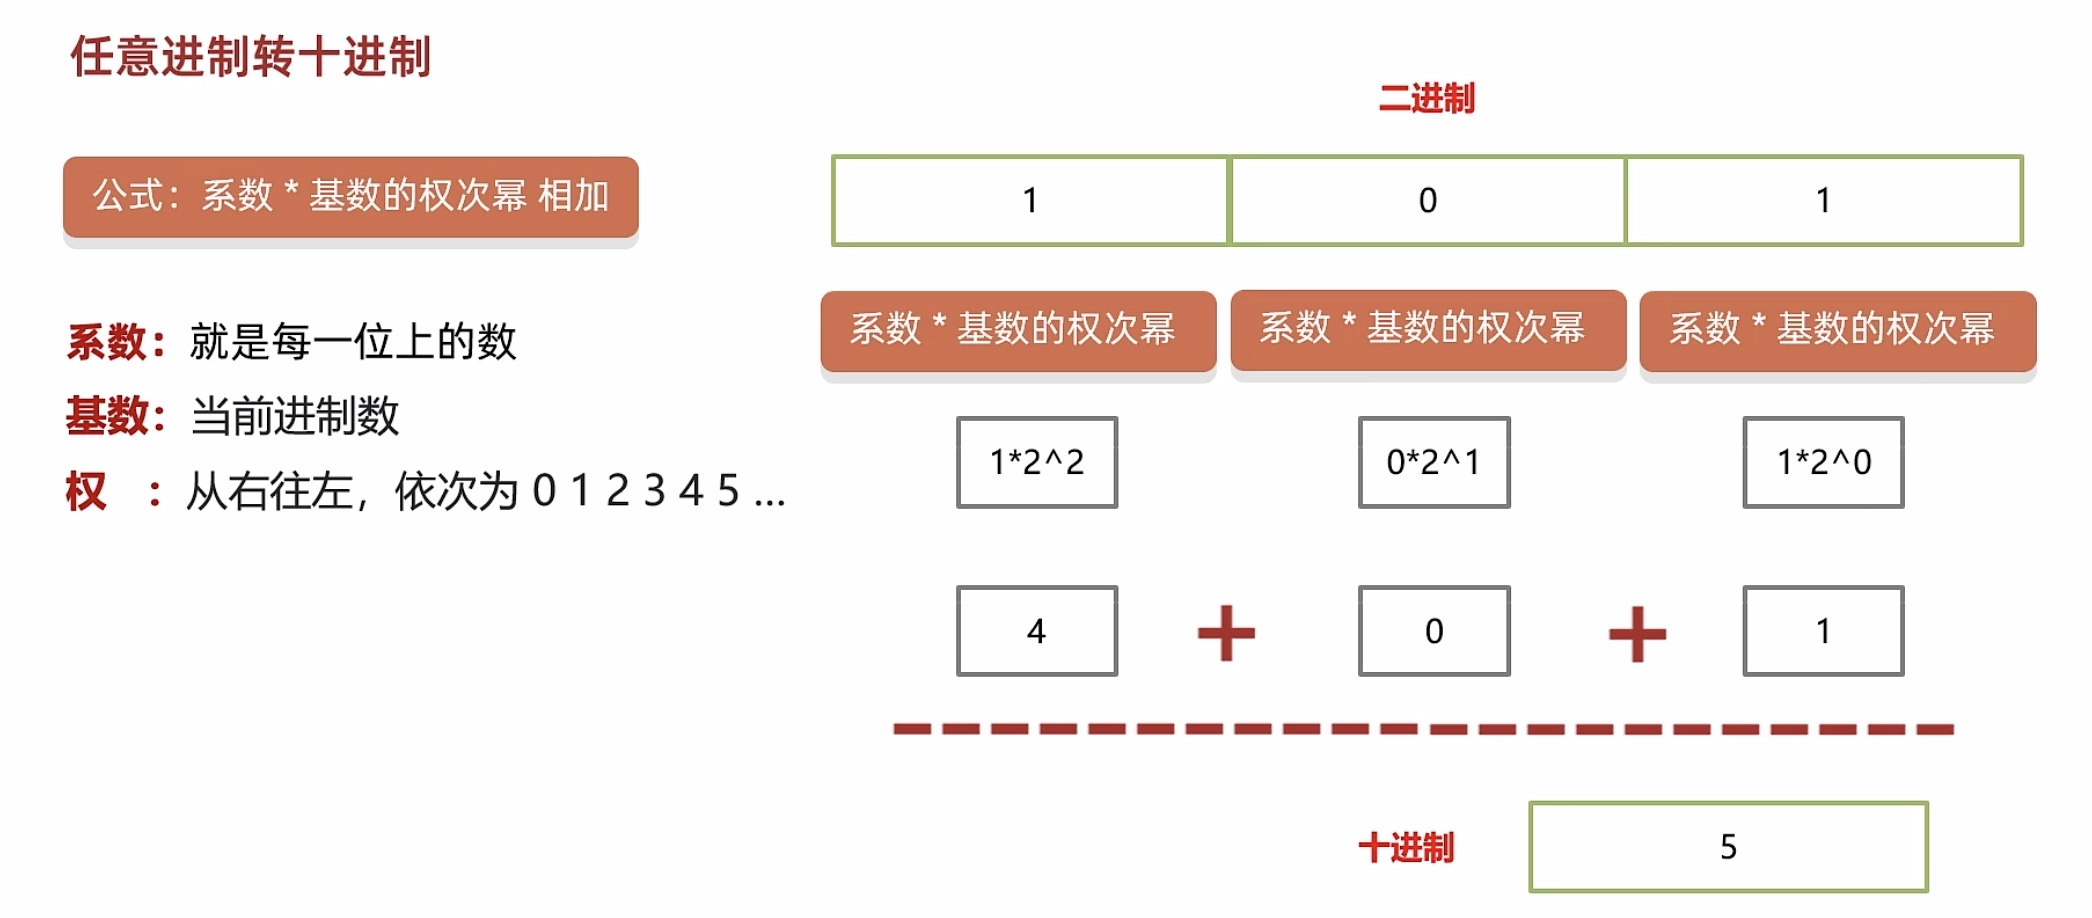 任意进制转十进制
公式：系数 * 基数的权次幂 相加
系数：就是每一位上的数
基数：当前进制数
权 ：从右往左，依次为 0 1 2 3 4 5 ...
二进制
1 0 1
系数 * 基数的权次幂 系数 * 基数的权次幂 系数 * 基数的权次幂
1*2^2 0*2^1 1*2^0
4 + 0 + 1
十进制 5